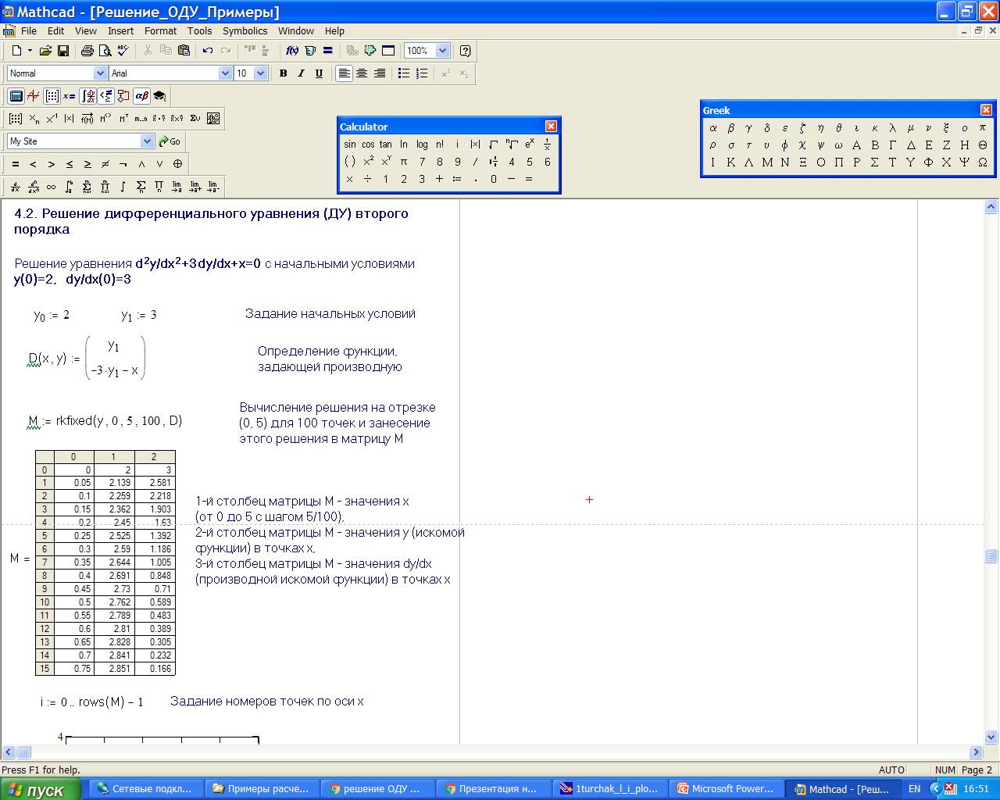 Mathcad - [Решение_ОДУ_Примеры]
File Edit View Insert Format Tools Symbolics Window Help
100%
Normal Arial 10 B I U
My Site Go
Calculator
sin cos tan ln log n! i |×| √ ⁿ√ eˣ 1/x
( ) x² xʸ π 7 8 9 / 4 5 6
× ÷ 1 2 3 + := . 0 − =
Greek
α β γ δ ε ζ η θ ι κ λ μ ν ξ ο π
ρ σ τ υ ϕ χ ψ ω Α Β Γ Δ Ε Ζ Η Θ
Ι Κ Λ Μ Ν Ξ Ο Π Ρ Σ Τ Υ Φ Χ Ψ Ω
= < > ≤ ≥ ≠ ¬ ∧ ∨ ⊕
4.2. Решение дифференциального уравнения (ДУ) второго
порядка
Решение уравнения d²y/dx²+3dy/dx+x=0 с начальными условиями
y(0)=2, dy/dx(0)=3
y₀ := 2 y₁ := 3 Задание начальных условий
D(x , y) := ( y₁
−3·y₁ − x )
Определение функции,
задающей производную
M := rkfixed(y , 0 , 5 , 100 , D)
Вычисление решения на отрезке
(0, 5) для 100 точек и занесение
этого решения в матрицу М
M =
0 1 2
0 0 2 3
1 0.05 2.139 2.581
2 0.1 2.259 2.218
3 0.15 2.362 1.903
4 0.2 2.45 1.63
5 0.25 2.525 1.392
6 0.3 2.59 1.186
7 0.35 2.644 1.005
8 0.4 2.691 0.848
9 0.45 2.73 0.71
10 0.5 2.762 0.589
11 0.55 2.789 0.483
12 0.6 2.81 0.389
13 0.65 2.828 0.305
14 0.7 2.841 0.232
15 0.75 2.851 0.166
1-й столбец матрицы М - значения х
(от 0 до 5 с шагом 5/100),
2-й столбец матрицы М - значения у (искомой
функции) в точках х,
3-й столбец матрицы М - значения dy/dx
(производной искомой функции) в точках х
i := 0 .. rows(M) − 1 Задание номеров точек по оси х
4
Press F1 for help. AUTO NUM Page 2
пуск Сетевые подкл... Примеры расче... решение ОДУ ... Презентация н... 1turchak_l_i_plo... Microsoft Power... Mathcad - [Реш... EN 16:51